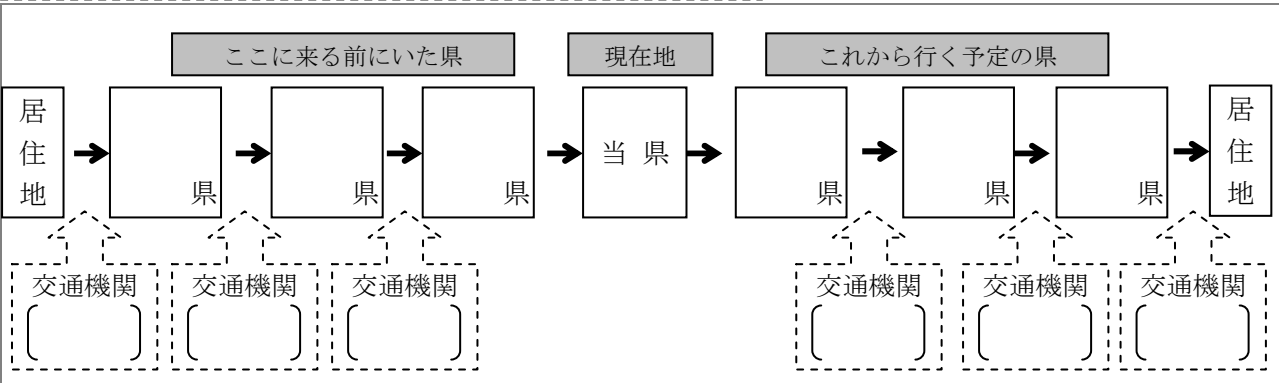 ここに来る前にいた県 現在地 これから行く予定の県
居住地 県 県 県 当県 県 県 県 居住地
交通機関 交通機関 交通機関 交通機関 交通機関 交通機関